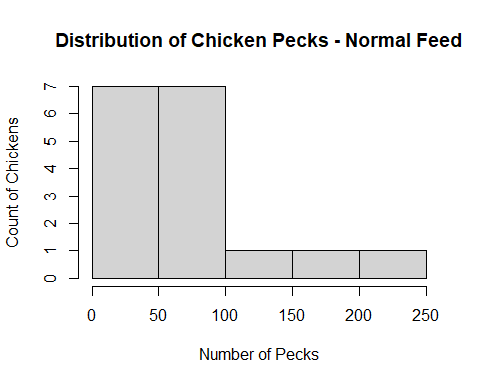 Distribution of Chicken Pecks - Normal Feed
Count of Chickens
7
6
5
4
3
2
1
0
0 50 100 150 200 250
Number of Pecks